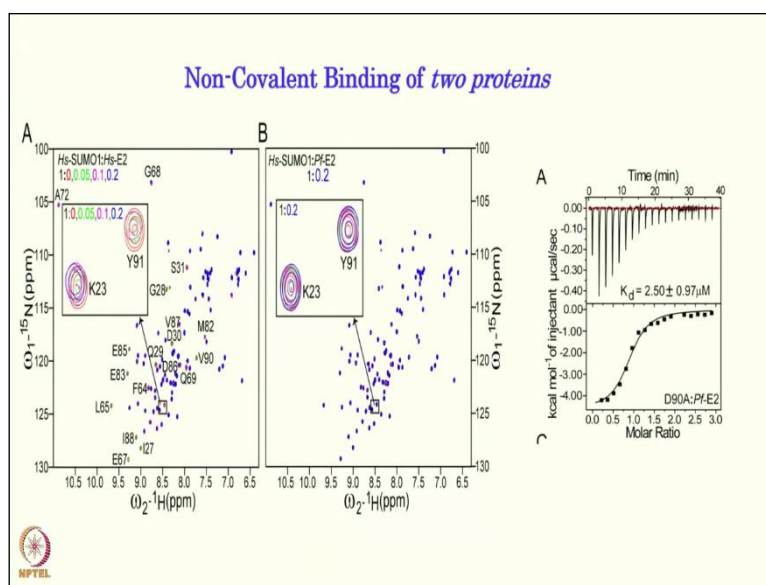 Non-Covalent Binding of two proteins
A
Hs-SUMO1:Hs-E2
1:0,0.05,0.1,0.2
A72
1:0,0.05,0.1,0.2
Y91
K23
G68
S31
G28
V87
D30
M82
E85
Q29
V90
D86
E83
Q69
F64
L65
I88
I27
E67
100
105
110
115
120
125
130
ω1-15N(ppm)
10.5 10.0 9.5 9.0 8.5 8.0 7.5 7.0 6.5
ω2-1H(ppm)
B
Hs-SUMO1:Pf-E2
1:0.2
1:0.2
Y91
K23
100
105
110
115
120
125
130
ω1-15N(ppm)
10.5 10.0 9.5 9.0 8.5 8.0 7.5 7.0 6.5
ω2-1H(ppm)
A
Time (min)
0 5 10 15 20 25 30 35 40
0.00
-0.10
-0.20
-0.30
-0.40
µcal/sec
Kd = 2.50± 0.97µM
0.00
-1.00
-2.00
-3.00
-4.00
kcal mol-1 of injectant
D90A:Pf-E2
0.0 0.5 1.0 1.5 2.0 2.5 3.0
Molar Ratio
NPTEL